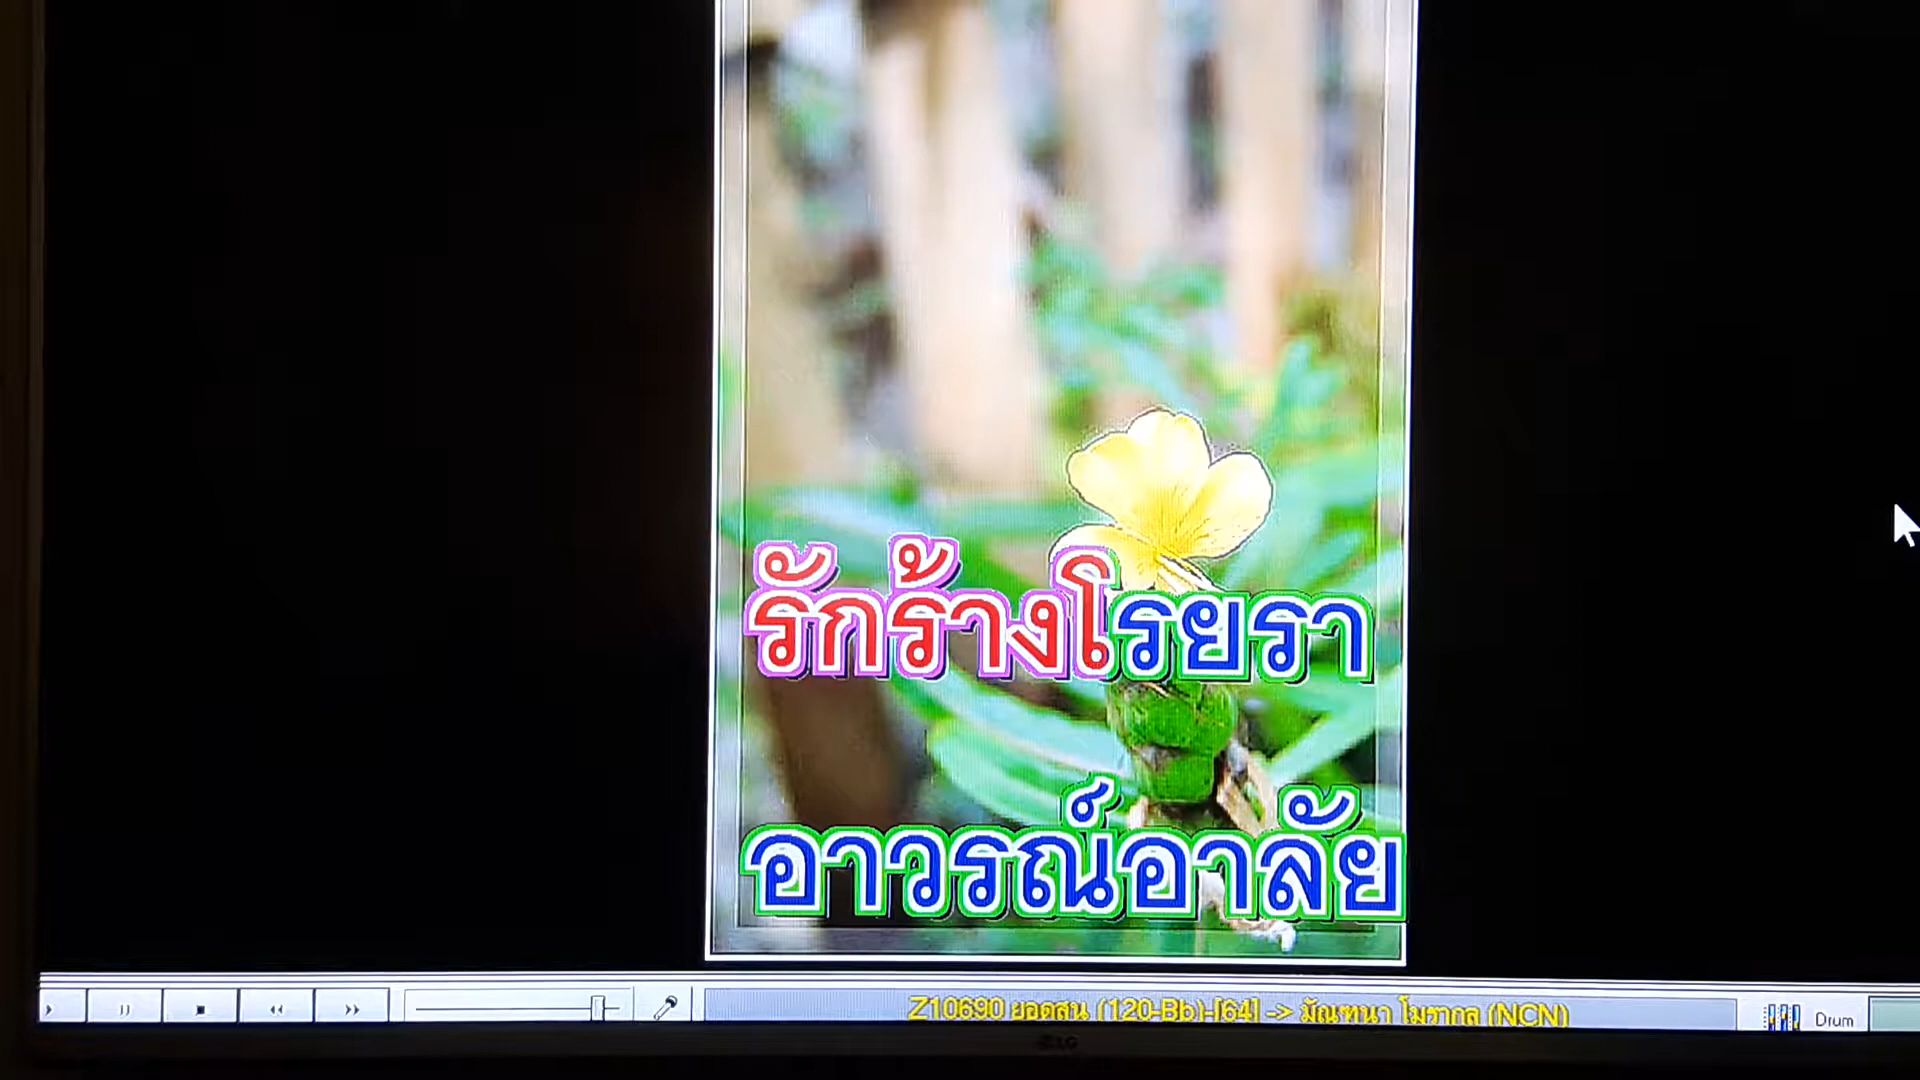 รักร้างโรยรา
อาวรณ์อาลัย
Z10690 ยอดสน (120-Bb)-[64] -> มัณฑนา โมรากุล (NCN)
Drum
LG